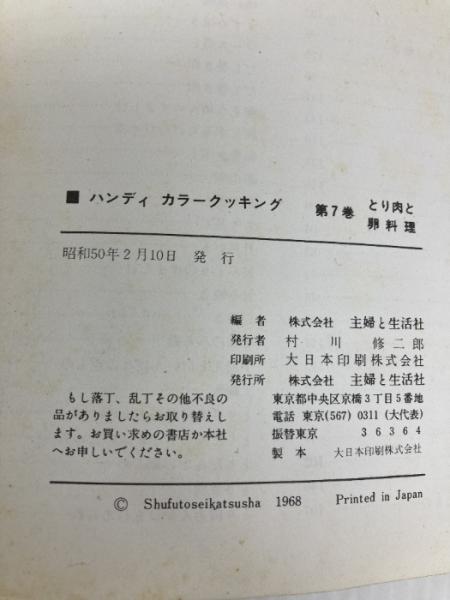 ■ ハンディ カラークッキング 第7巻 とり肉と
卵料理
昭和50年2月10日 発行
編者 株式会社 主婦と生活社
発行者 村川修二郎
印刷所 大日本印刷株式会社
発行所 株式会社 主婦と生活社
東京都中央区京橋3丁目5番地
電話 東京(567) 0311 (大代表)
振替東京 36364
製本 大日本印刷株式会社
もし落丁、乱丁その他不良の
品がありましたらお取り替えし
ます。お買い求めの書店か本社
へお申しいでください。
© Shufutoseikatsusha 1968 Printed in Japan